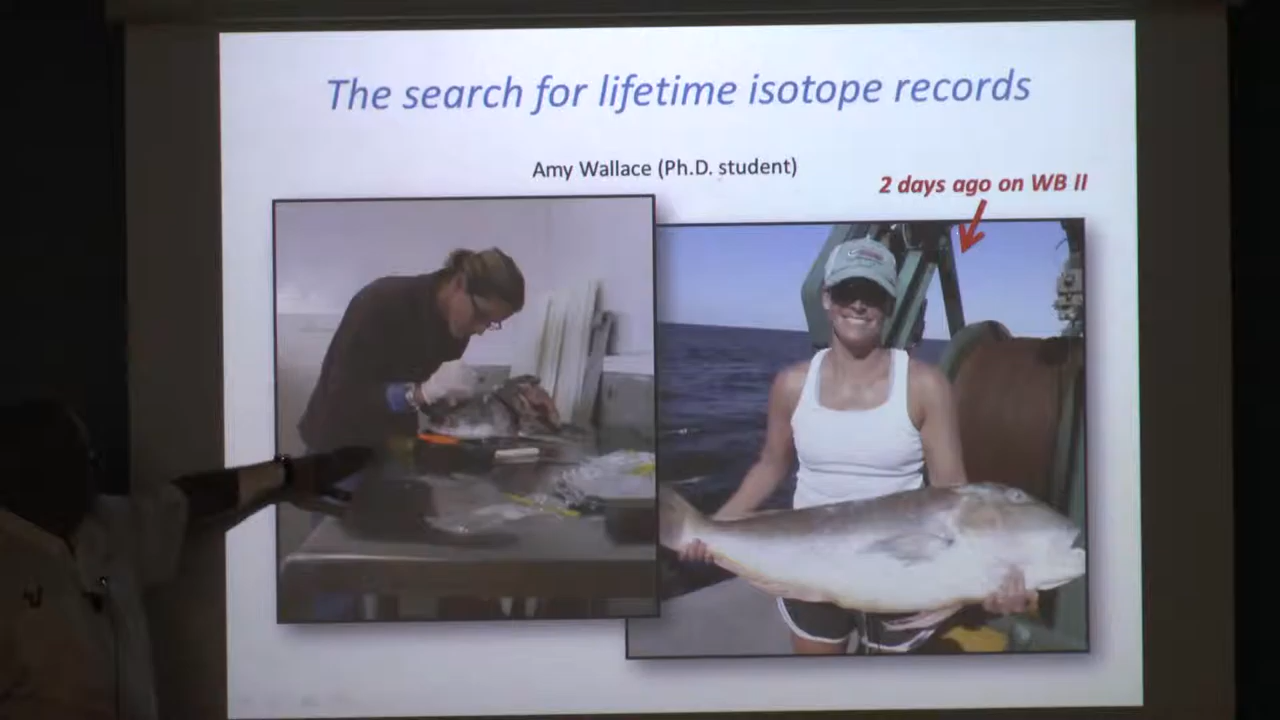 The search for lifetime isotope records
Amy Wallace (Ph.D. student)
2 days ago on WB II